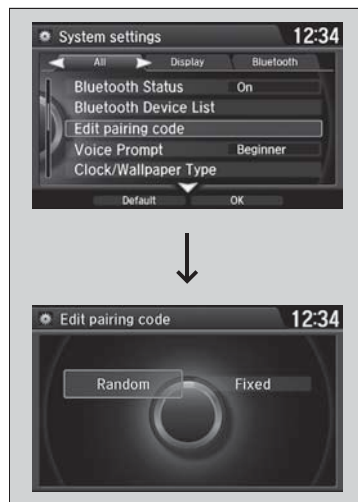 System settings 12:34
All Display Bluetooth
Bluetooth Status On
Bluetooth Device List
Edit pairing code
Voice Prompt Beginner
Clock/Wallpaper Type
Default OK
Edit pairing code 12:34
Random Fixed